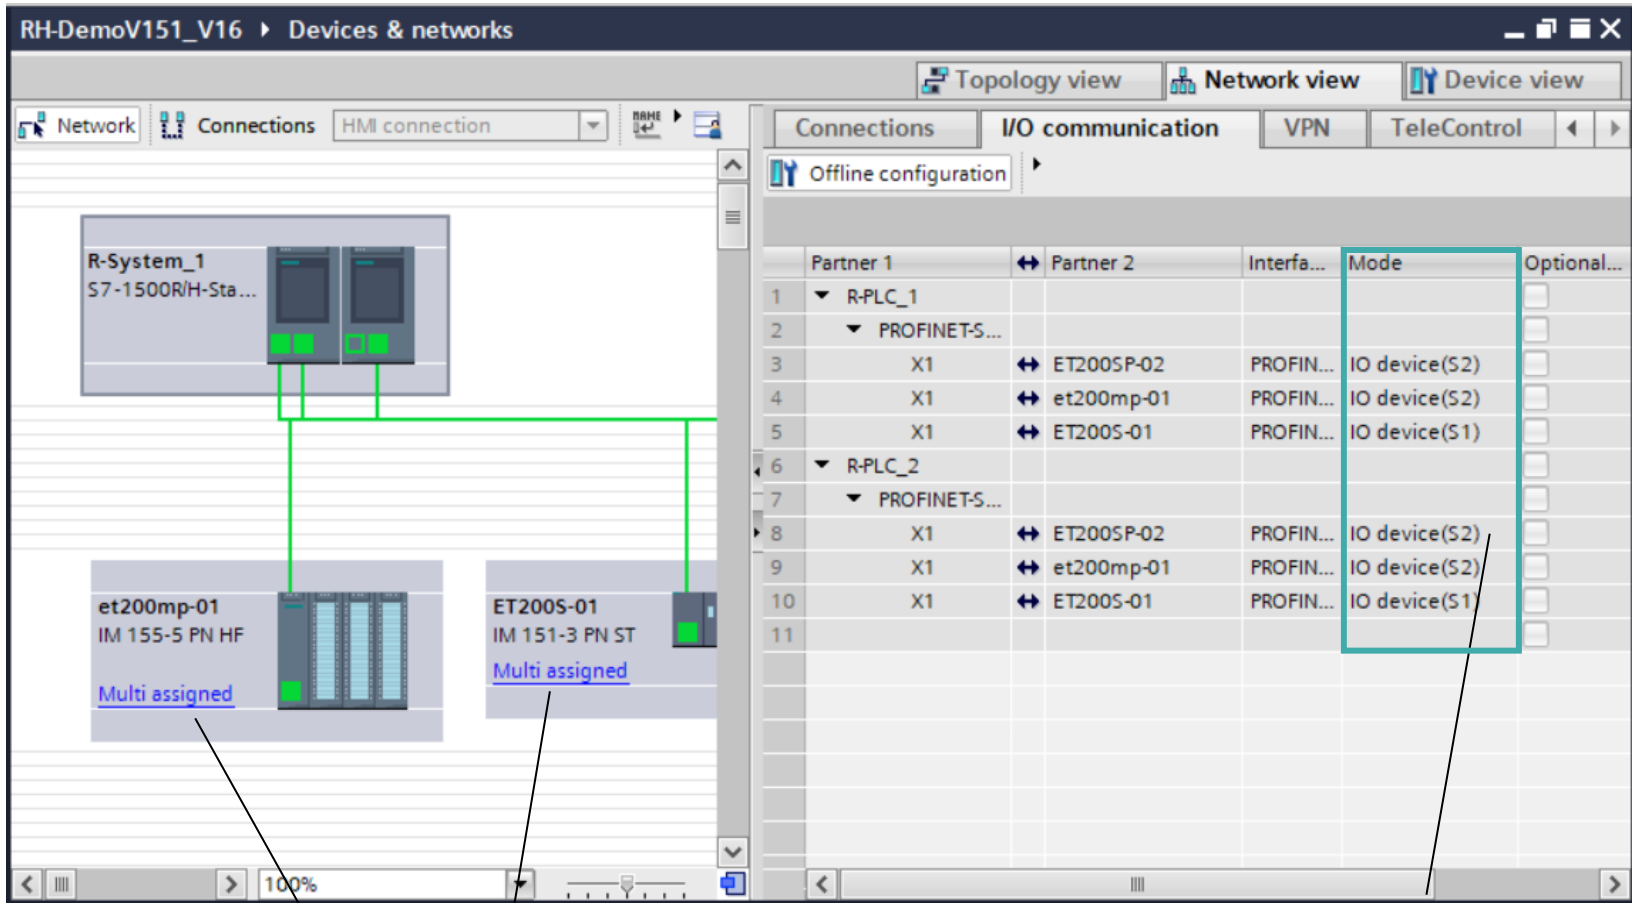 RH-DemoV151_V16 ▸ Devices & networks
Topology view Network view Device view
Network Connections HMI connection
Connections I/O communication VPN TeleControl
Offline configuration
R-System_1
S7-1500R/H-Sta...
et200mp-01
IM 155-5 PN HF
Multi assigned
ET200S-01
IM 151-3 PN ST
Multi assigned
100%
Partner 1 Partner 2 Interfa... Mode Optional...
1 R-PLC_1
2 PROFINET-S...
3 X1 ET200SP-02 PROFIN... IO device(S2)
4 X1 et200mp-01 PROFIN... IO device(S2)
5 X1 ET200S-01 PROFIN... IO device(S1)
6 R-PLC_2
7 PROFINET-S...
8 X1 ET200SP-02 PROFIN... IO device(S2)
9 X1 et200mp-01 PROFIN... IO device(S2)
10 X1 ET200S-01 PROFIN... IO device(S1)
11